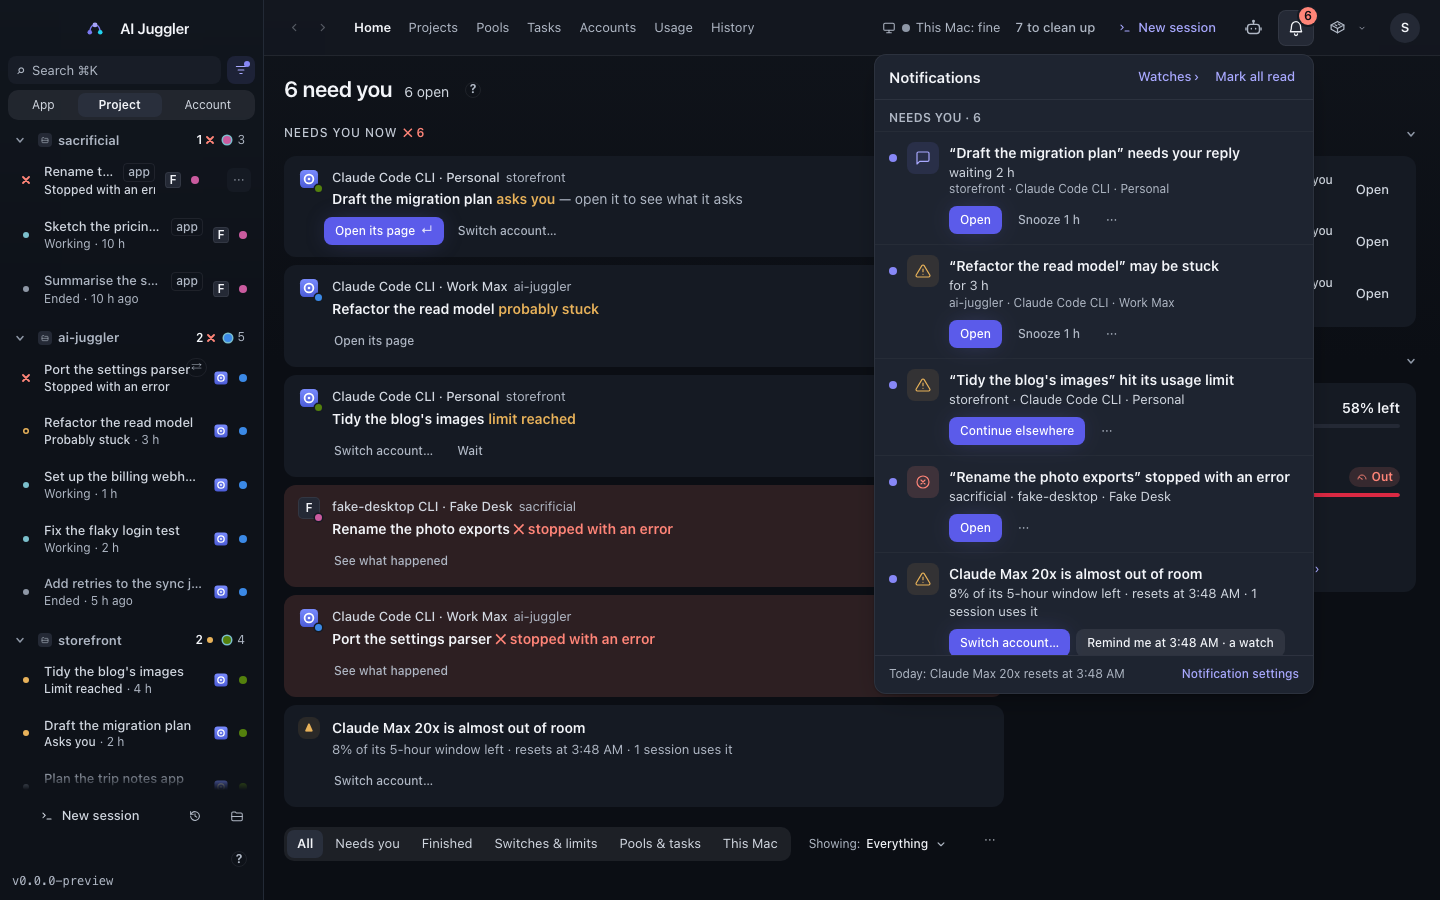 AI Juggler
Search ⌘K
App Project Account
sacrificial 1 3
Rename t... app F
Stopped with an err
Sketch the pricin... app F
Working · 10 h
Summarise the s... app F
Ended · 10 h ago
ai-juggler 2 5
Port the settings parser
Stopped with an error
Refactor the read model
Probably stuck · 3 h
Set up the billing webh...
Working · 1 h
Fix the flaky login test
Working · 2 h
Add retries to the sync j...
Ended · 5 h ago
storefront 2 4
Tidy the blog's images
Limit reached · 4 h
Draft the migration plan
Asks you · 2 h
Plan the trip notes app
New session
?
v0.0.0-preview
Home Projects Pools Tasks Accounts Usage History
This Mac: fine 7 to clean up New session 6 S
6 need you 6 open ?
NEEDS YOU NOW 6
Claude Code CLI · Personal storefront
Draft the migration plan asks you — open it to see what it asks
Open its page ↵ Switch account...
Claude Code CLI · Work Max ai-juggler
Refactor the read model probably stuck
Open its page
Claude Code CLI · Personal storefront
Tidy the blog's images limit reached
Switch account... Wait
F fake-desktop CLI · Fake Desk sacrificial
Rename the photo exports stopped with an error
See what happened
Claude Code CLI · Work Max ai-juggler
Port the settings parser stopped with an error
See what happened
Claude Max 20x is almost out of room
8% of its 5-hour window left · resets at 3:48 AM · 1 session uses it
Switch account...
All Needs you Finished Switches & limits Pools & tasks This Mac Showing: Everything ...
Notifications Watches › Mark all read
NEEDS YOU · 6
“Draft the migration plan” needs your reply
waiting 2 h
storefront · Claude Code CLI · Personal
Open Snooze 1 h ...
“Refactor the read model” may be stuck
for 3 h
ai-juggler · Claude Code CLI · Work Max
Open Snooze 1 h ...
“Tidy the blog's images” hit its usage limit
storefront · Claude Code CLI · Personal
Continue elsewhere ...
“Rename the photo exports” stopped with an error
sacrificial · fake-desktop · Fake Desk
Open ...
Claude Max 20x is almost out of room
8% of its 5-hour window left · resets at 3:48 AM · 1
session uses it
Switch account... Remind me at 3:48 AM · a watch
Today: Claude Max 20x resets at 3:48 AM Notification settings
you Open
you Open
you Open
58% left
Out